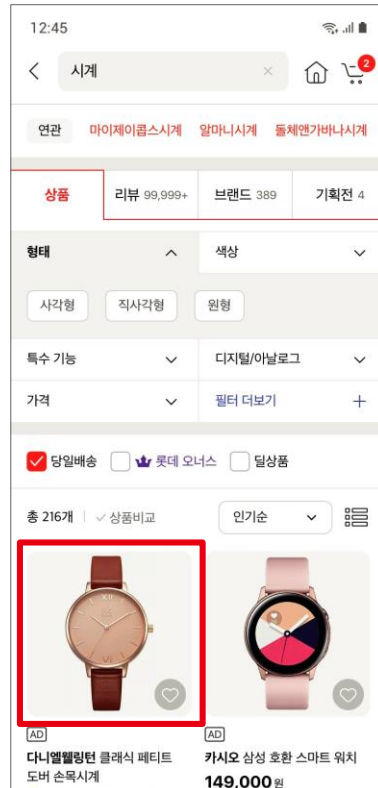 12:45
시계
2
연관 마이제이콥스시계 알마니시계 돌체앤가바나시계
상품 리뷰 99,999+ 브랜드 389 기획전 4
형태 색상
사각형 직사각형 원형
특수 기능 디지털/아날로그
가격 필터 더보기
당일배송 롯데 오너스 딜상품
총 216개 상품비교 인기순
XII
AD AD
다니엘웰링턴 클래식 페티트 카시오 삼성 호환 스마트 워치
도버 손목시계 149,000원